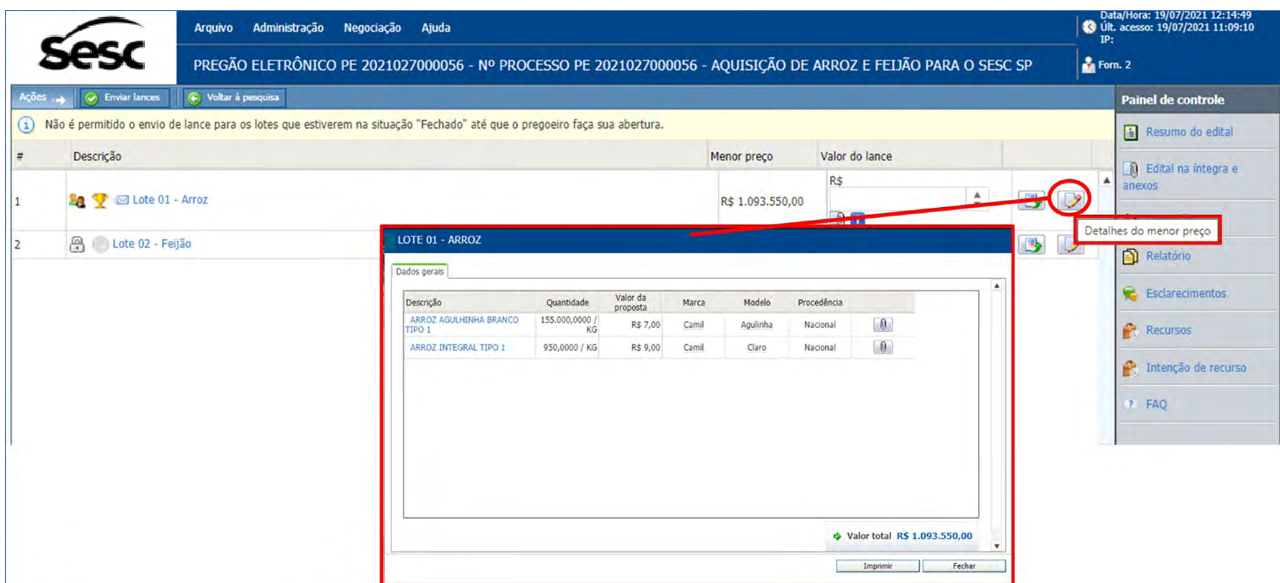 Sesc
Arquivo Administração Negociação Ajuda
Data/Hora: 19/07/2021 12:14:49
Últ. acesso: 19/07/2021 11:09:10
IP:
PREGÃO ELETRÔNICO PE 2021027000056 - Nº PROCESSO PE 2021027000056 - AQUISIÇÃO DE ARROZ E FEIJÃO PARA O SESC SP
Forn. 2
Ações Enviar lances Voltar à pesquisa
Painel de controle
Não é permitido o envio de lance para os lotes que estiverem na situação "Fechado" até que o pregoeiro faça sua abertura.
Resumo do edital
# Descrição Menor preço Valor do lance
Edital na íntegra e
anexos
1 Lote 01 - Arroz R$ 1.093.550,00 R$
Detalhes do menor preço
2 Lote 02 - Feijão
Relatório
Esclarecimentos
Recursos
Intenção de recurso
FAQ
LOTE 01 - ARROZ
Dados gerais
Descrição Quantidade Valor da proposta Marca Modelo Procedência
ARROZ AGULHINHA BRANCO TIPO 1 155.000,0000 / KG R$ 7,00 Camil Agulinha Nacional
ARROZ INTEGRAL TIPO 1 950,0000 / KG R$ 9,00 Camil Claro Nacional
Valor total R$ 1.093.550,00
Imprimir Fechar